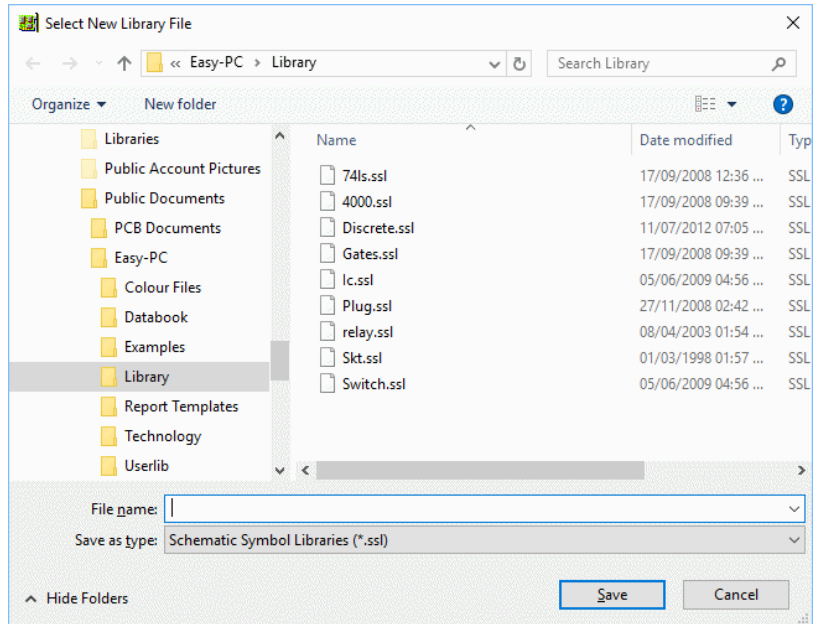 Select New Library File
« Easy-PC > Library
Search Library
Organize
New folder
Libraries
Public Account Pictures
Public Documents
PCB Documents
Easy-PC
Colour Files
Databook
Examples
Library
Report Templates
Technology
Userlib
Name Date modified Typ
74ls.ssl 17/09/2008 12:36 ... SSL
4000.ssl 17/09/2008 09:39 ... SSL
Discrete.ssl 11/07/2012 07:05 ... SSL
Gates.ssl 17/09/2008 09:39 ... SSL
Ic.ssl 05/06/2009 04:56 ... SSL
Plug.ssl 27/11/2008 02:42 ... SSL
relay.ssl 08/04/2003 01:54 ... SSL
Skt.ssl 01/03/1998 01:57 ... SSL
Switch.ssl 05/06/2009 04:56 ... SSL
File name:
Save as type: Schematic Symbol Libraries (*.ssl)
Hide Folders
Save
Cancel